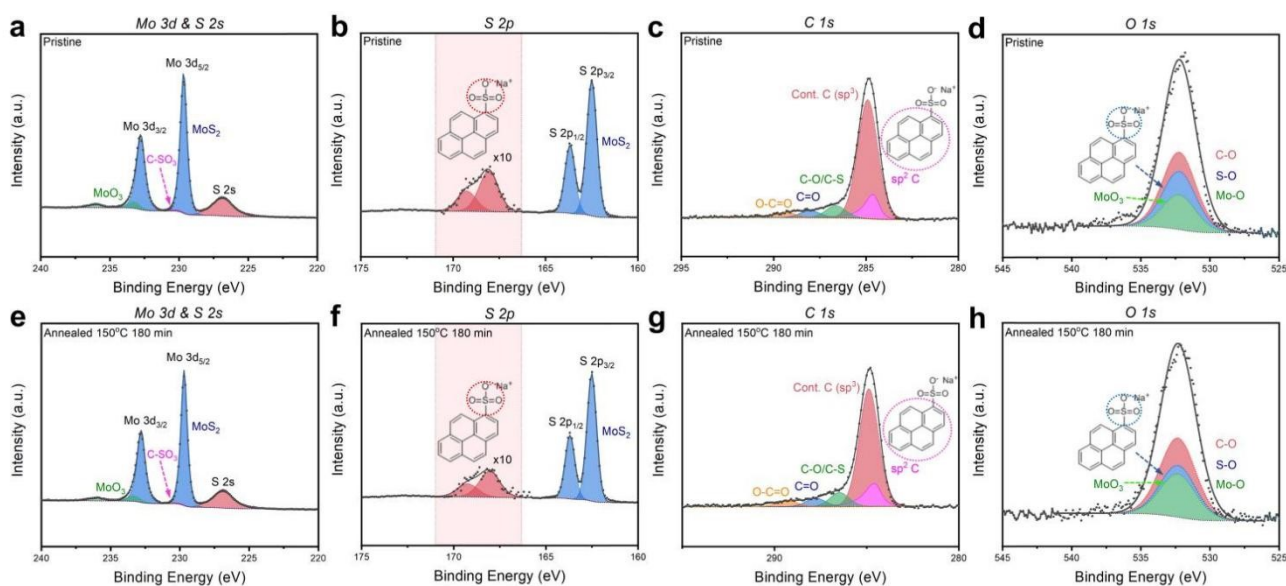 a
Mo 3d & S 2s
Pristine
Mo 3d5/2
Mo 3d3/2
C-SO3
MoS2
MoO3
S 2s
Intensity (a.u.)
240 235 230 225 220
Binding Energy (eV)
b
S 2p
Pristine
O- Na+
O=S=O
x10
S 2p3/2
S 2p1/2
MoS2
Intensity (a.u.)
175 170 165 160
Binding Energy (eV)
c
C 1s
Pristine
Cont. C (sp3)
O- Na+
O=S=O
C-O/C-S
sp2 C
C=O
O-C=O
Intensity (a.u.)
295 290 285 280
Binding Energy (eV)
d
O 1s
Pristine
O- Na+
O=S=O
C-O
S-O
MoO3
Mo-O
Intensity (a.u.)
545 540 535 530 525
Binding Energy (eV)
e
Mo 3d & S 2s
Annealed 150°C 180 min
Mo 3d5/2
Mo 3d3/2
C-SO3
MoS2
MoO3
S 2s
Intensity (a.u.)
240 235 230 225 220
Binding Energy (eV)
f
S 2p
Annealed 150°C 180 min
O- Na+
O=S=O
x10
S 2p3/2
S 2p1/2
MoS2
Intensity (a.u.)
175 170 165 160
Binding Energy (eV)
g
C 1s
Annealed 150°C 180 min
Cont. C (sp3)
O- Na+
O=S=O
C-O/C-S
sp2 C
C=O
O-C=O
Intensity (a.u.)
290 285 280
Binding Energy (eV)
h
O 1s
Annealed 150°C 180 min
O- Na+
O=S=O
C-O
S-O
MoO3
Mo-O
Intensity (a.u.)
545 540 535 530 525
Binding Energy (eV)